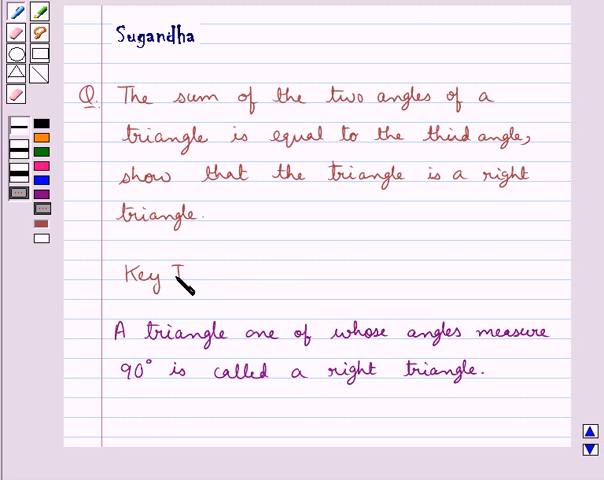 Sugandha
Q. The sum of the two angles of a
triangle is equal to the third angle,
show that the triangle is a right
triangle.
Key I
A triangle one of whose angles measure
90° is called a right triangle.